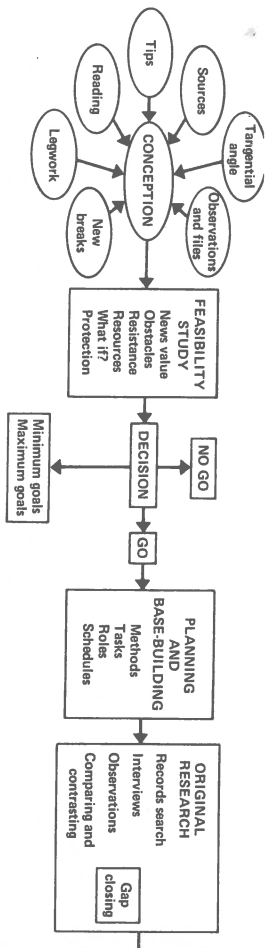 Tips
Sources
Tangential
angle
Observations
and files
Reading
Legwork
New
breaks
CONCEPTION
FEASIBILITY
STUDY
News value
Obstacles
Resistance
Resources
What if?
Protection
NO GO
DECISION
Minimum goals
Maximum goals
GO
PLANNING
AND
BASE-BUILDING
Methods
Tasks
Roles
Schedules
ORIGINAL
RESEARCH
Records search
Interviews
Observations
Comparing and
contrasting
Gap
closing